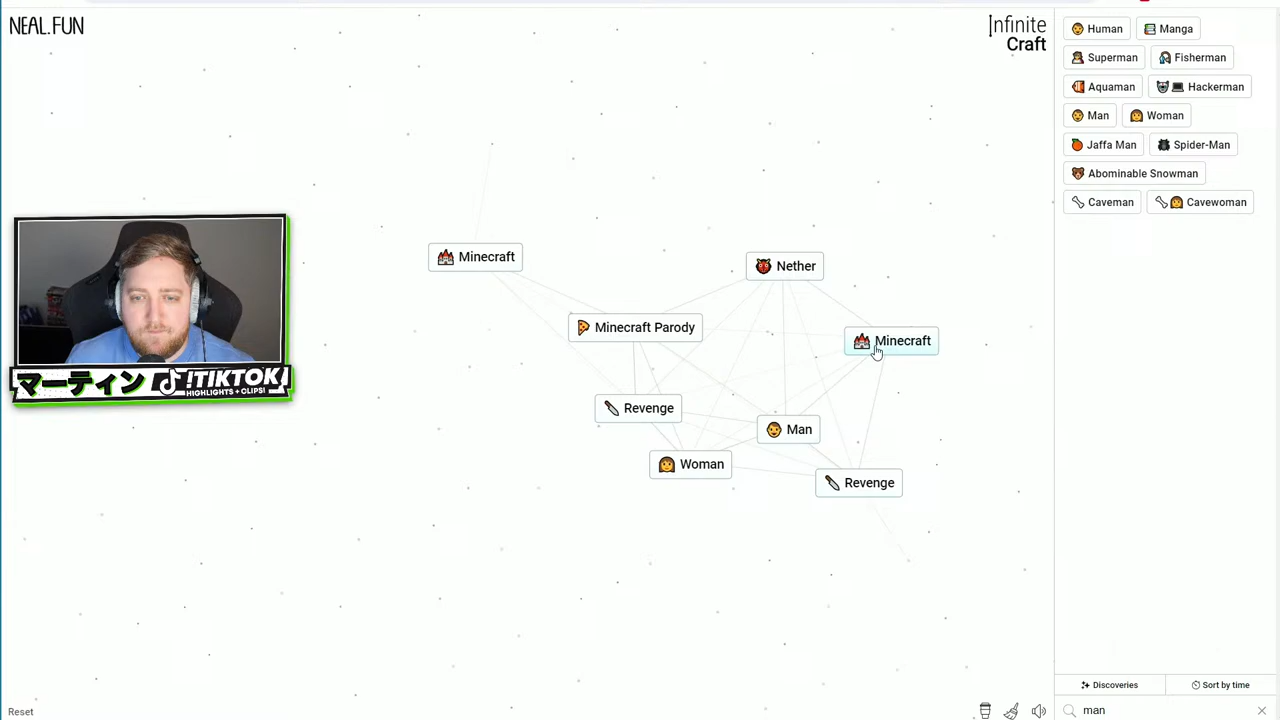 NEAL.FUN
Infinite
Craft
Human
Manga
Superman
Fisherman
Aquaman
Hackerman
Man
Woman
Jaffa Man
Spider-Man
Abominable Snowman
Caveman
Cavewoman
Minecraft
Nether
Minecraft Parody
Minecraft
Revenge
Man
Woman
Revenge
マーティン
!TIKTOK
HIGHLIGHTS + CLIPS!
Discoveries
Sort by time
man
Reset